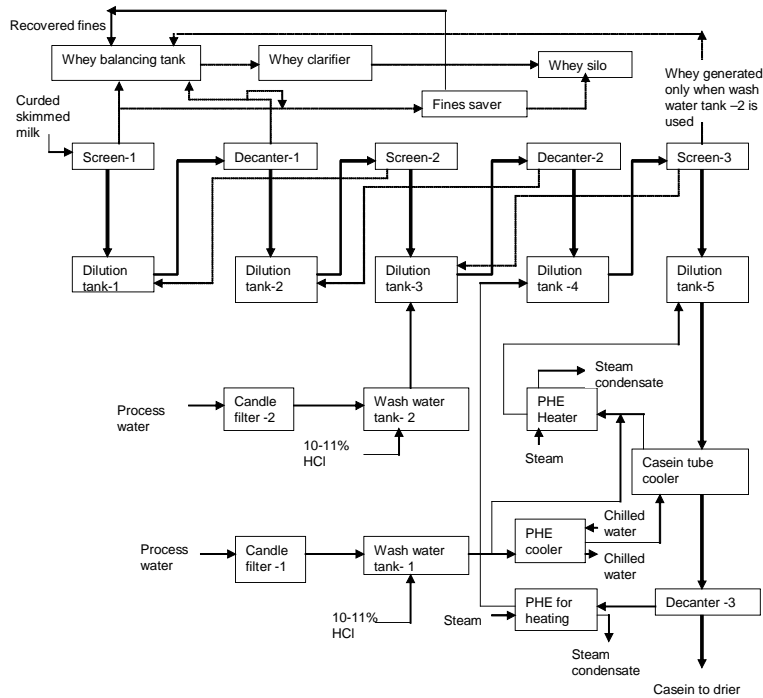 Recovered fines
Whey balancing tank
Whey clarifier
Whey silo
Whey generated
only when wash
water tank –2 is
used
Curded
skimmed
milk
Fines saver
Screen-1
Decanter-1
Screen-2
Decanter-2
Screen-3
Dilution
tank-1
Dilution
tank-2
Dilution
tank-3
Dilution
tank -4
Dilution
tank-5
Process
water
Candle
filter -2
Wash water
tank- 2
10-11%
HCl
PHE
Heater
Steam
condensate
Steam
Casein tube
cooler
Process
water
Candle
filter -1
Wash water
tank- 1
10-11%
HCl
PHE
cooler
Chilled
water
Chilled
water
Steam
PHE for
heating
Steam
condensate
Decanter -3
Casein to drier